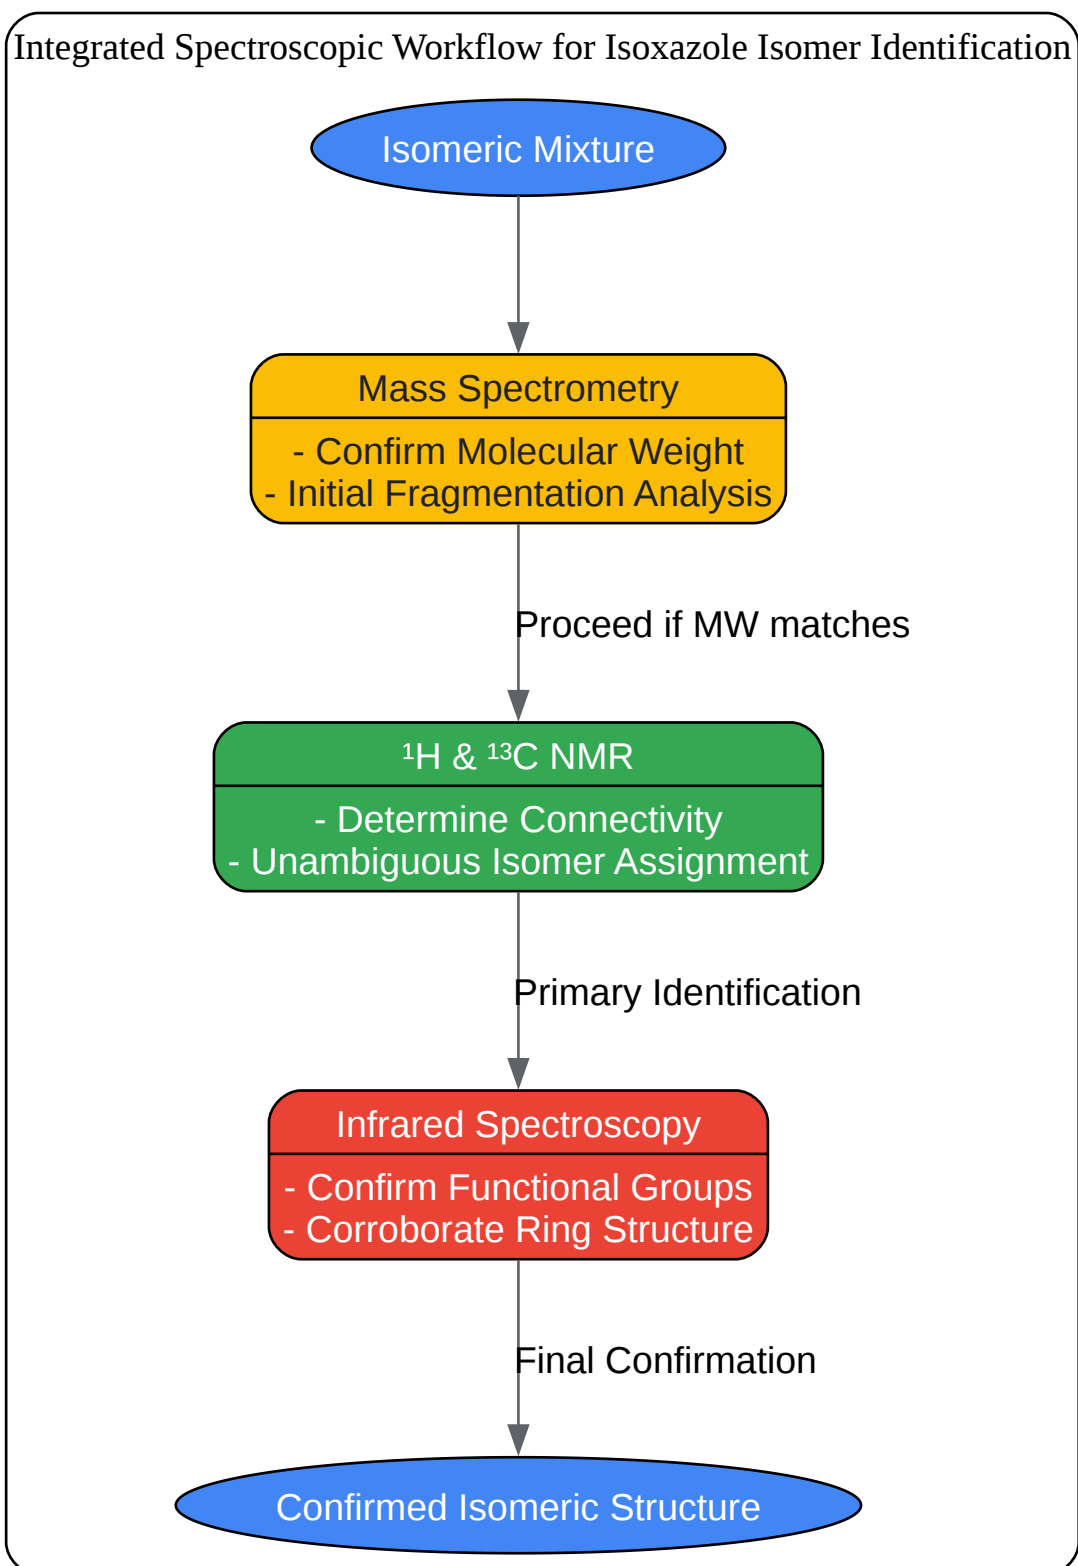 Integrated Spectroscopic Workflow for Isoxazole Isomer Identification
Isomeric Mixture
Mass Spectrometry
- Confirm Molecular Weight
- Initial Fragmentation Analysis
Proceed if MW matches
¹H & ¹³C NMR
- Determine Connectivity
- Unambiguous Isomer Assignment
Primary Identification
Infrared Spectroscopy
- Confirm Functional Groups
- Corroborate Ring Structure
Final Confirmation
Confirmed Isomeric Structure